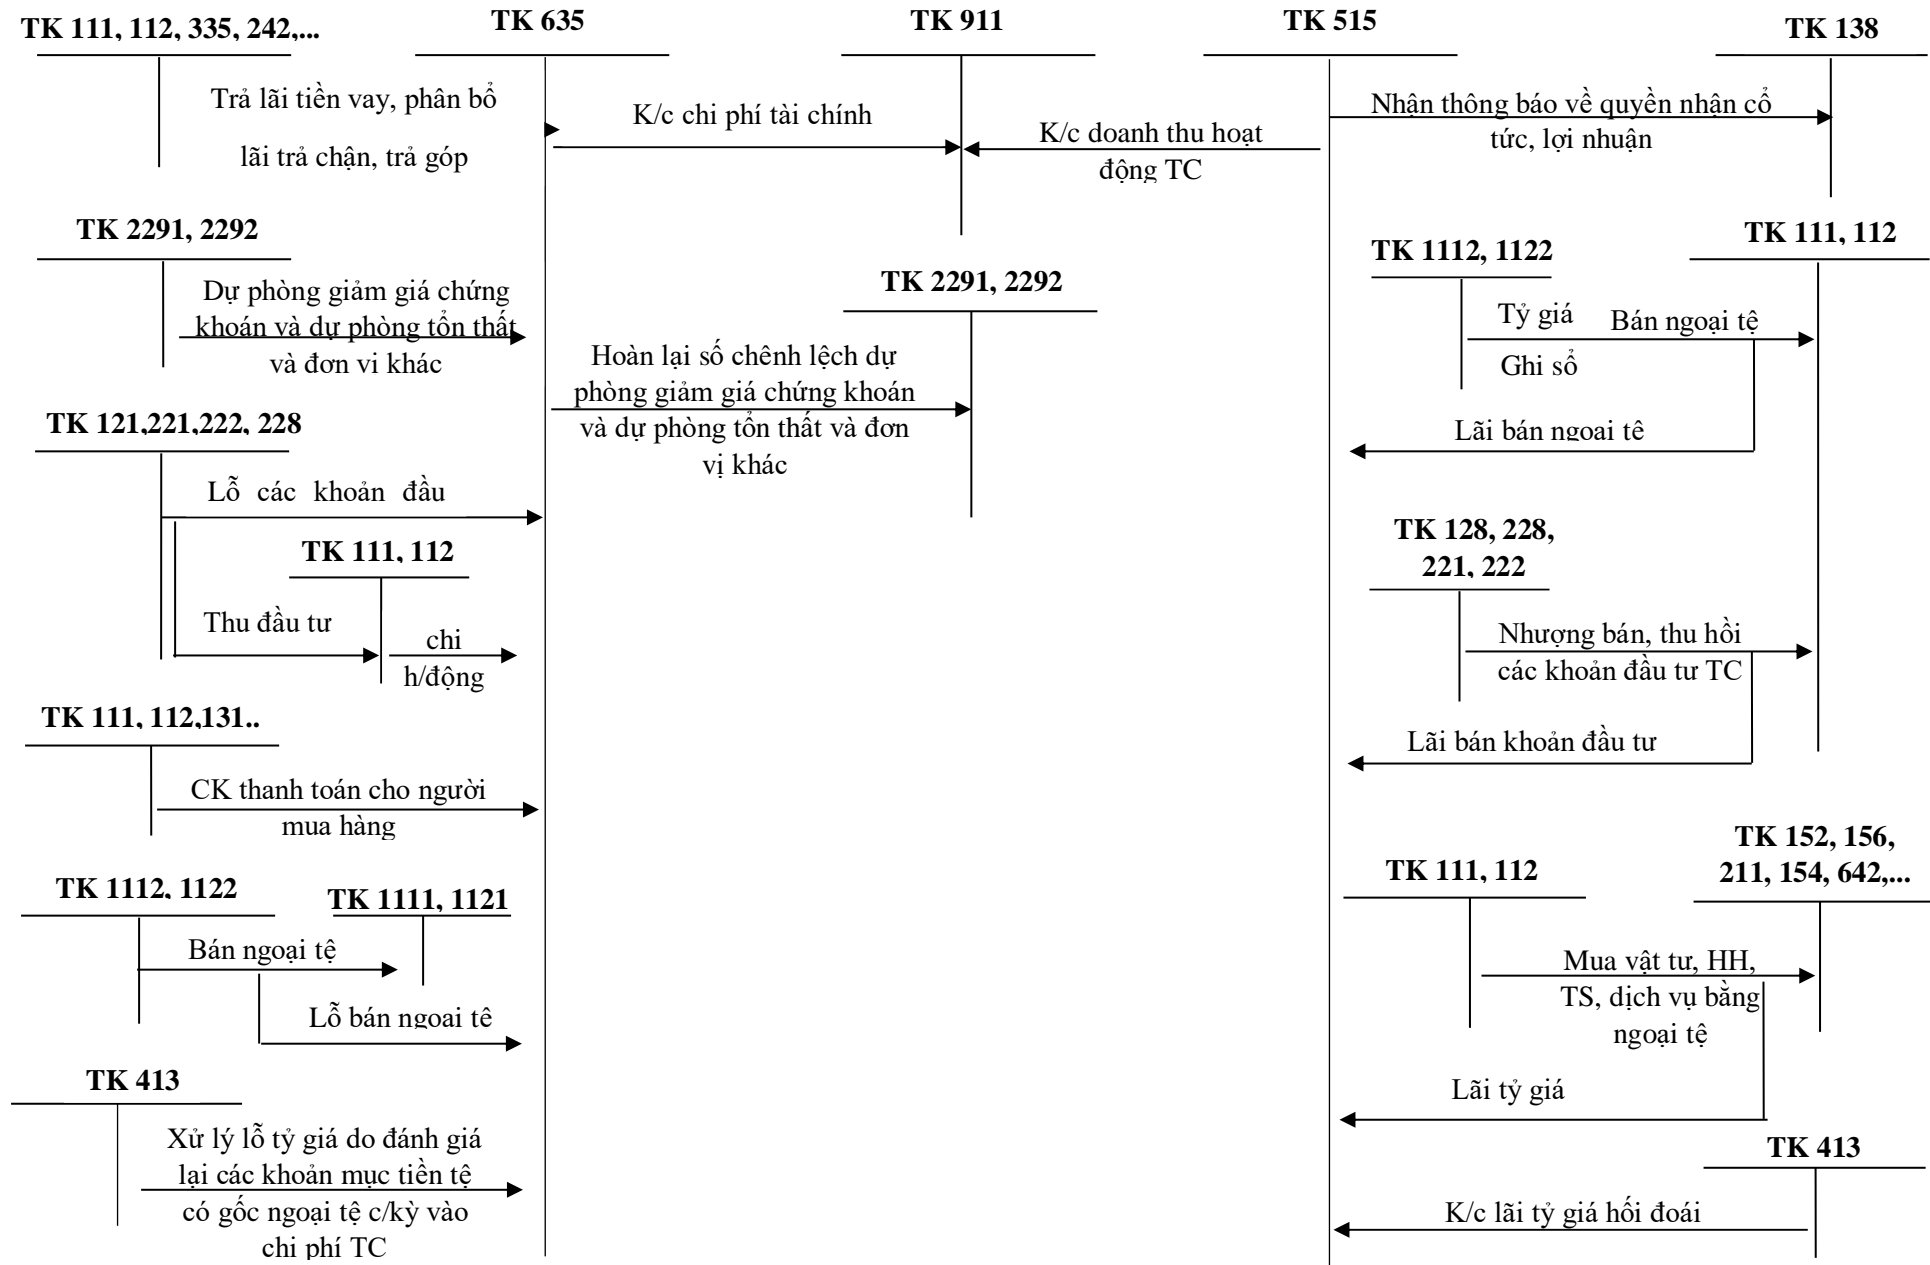 TK 111, 112, 335, 242,...
TK 635
TK 911
TK 515
TK 138
Trả lãi tiền vay, phân bổ
lãi trả chận, trả góp
K/c chi phí tài chính
K/c doanh thu hoạt
động TC
Nhận thông báo về quyền nhận cổ
tức, lợi nhuận
TK 2291, 2292
Dự phòng giảm giá chứng
khoán và dự phòng tổn thất
và đơn vi khác
TK 2291, 2292
Hoàn lại số chênh lệch dự
phòng giảm giá chứng khoán
và dự phòng tổn thất và đơn
vị khác
TK 1112, 1122
TK 111, 112
Tỷ giá
Ghi sổ
Bán ngoại tệ
Lãi bán ngoai tê
TK 121,221,222, 228
Lỗ các khoản đầu
TK 111, 112
Thu đầu tư
chi
h/động
TK 128, 228,
221, 222
Nhượng bán, thu hồi
các khoản đầu tư TC
Lãi bán khoản đầu tư
TK 111, 112,131..
CK thanh toán cho người
mua hàng
TK 1112, 1122
TK 1111, 1121
Bán ngoại tệ
Lỗ bán ngoai tê
TK 111, 112
TK 152, 156,
211, 154, 642,...
Mua vật tư, HH,
TS, dịch vụ bằng
ngoại tệ
Lãi tỷ giá
TK 413
Xử lý lỗ tỷ giá do đánh giá
lại các khoản mục tiền tệ
có gốc ngoại tệ c/kỳ vào
chi phí TC
TK 413
K/c lãi tỷ giá hối đoái